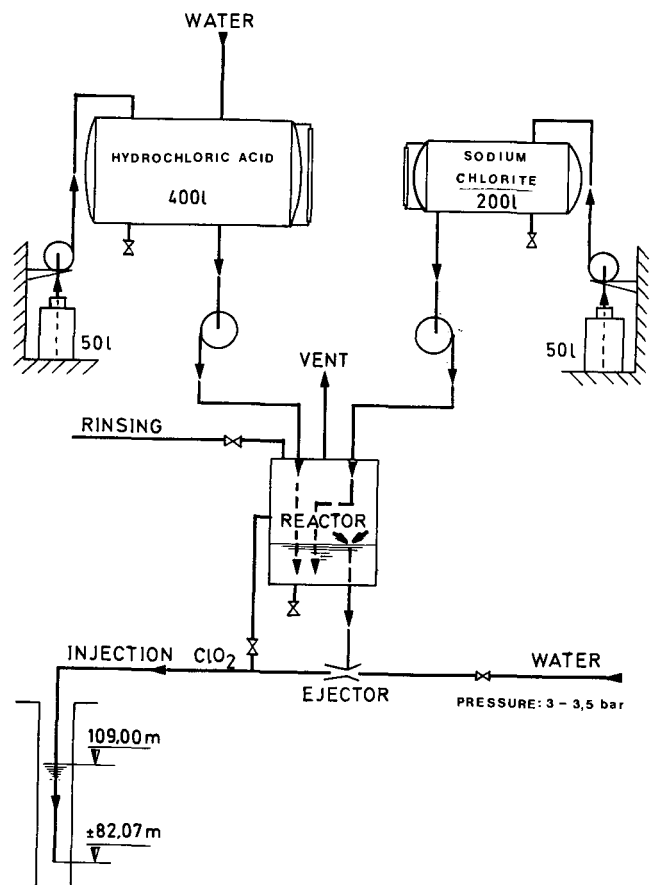 WATER
HYDROCHLORIC ACID
400l
SODIUM
CHLORITE
200l
50l
50l
VENT
RINSING
REACTOR
INJECTION ClO₂
WATER
EJECTOR
PRESSURE: 3 – 3,5 bar
109,00m
±82,07m